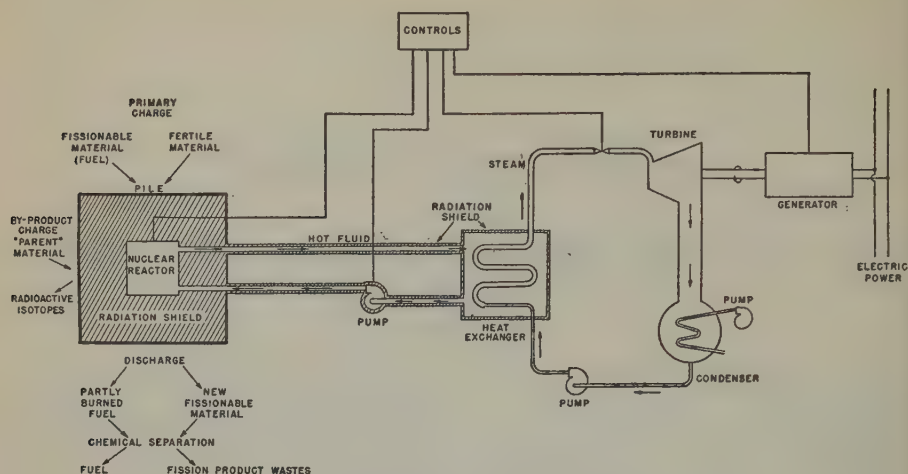 CONTROLS
PRIMARY
CHARGE
FISSIONABLE
MATERIAL
(FUEL)
FERTILE
MATERIAL
PILE
BY-PRODUCT
CHARGE
"PARENT"
MATERIAL
RADIOACTIVE
ISOTOPES
NUCLEAR
REACTOR
RADIATION SHIELD
HOT FLUID
RADIATION
SHIELD
PUMP
HEAT
EXCHANGER
STEAM
TURBINE
GENERATOR
ELECTRIC
POWER
PUMP
CONDENSER
PUMP
DISCHARGE
PARTLY
BURNED
FUEL
NEW
FISSIONABLE
MATERIAL
CHEMICAL SEPARATION
FUEL
FISSION PRODUCT WASTES